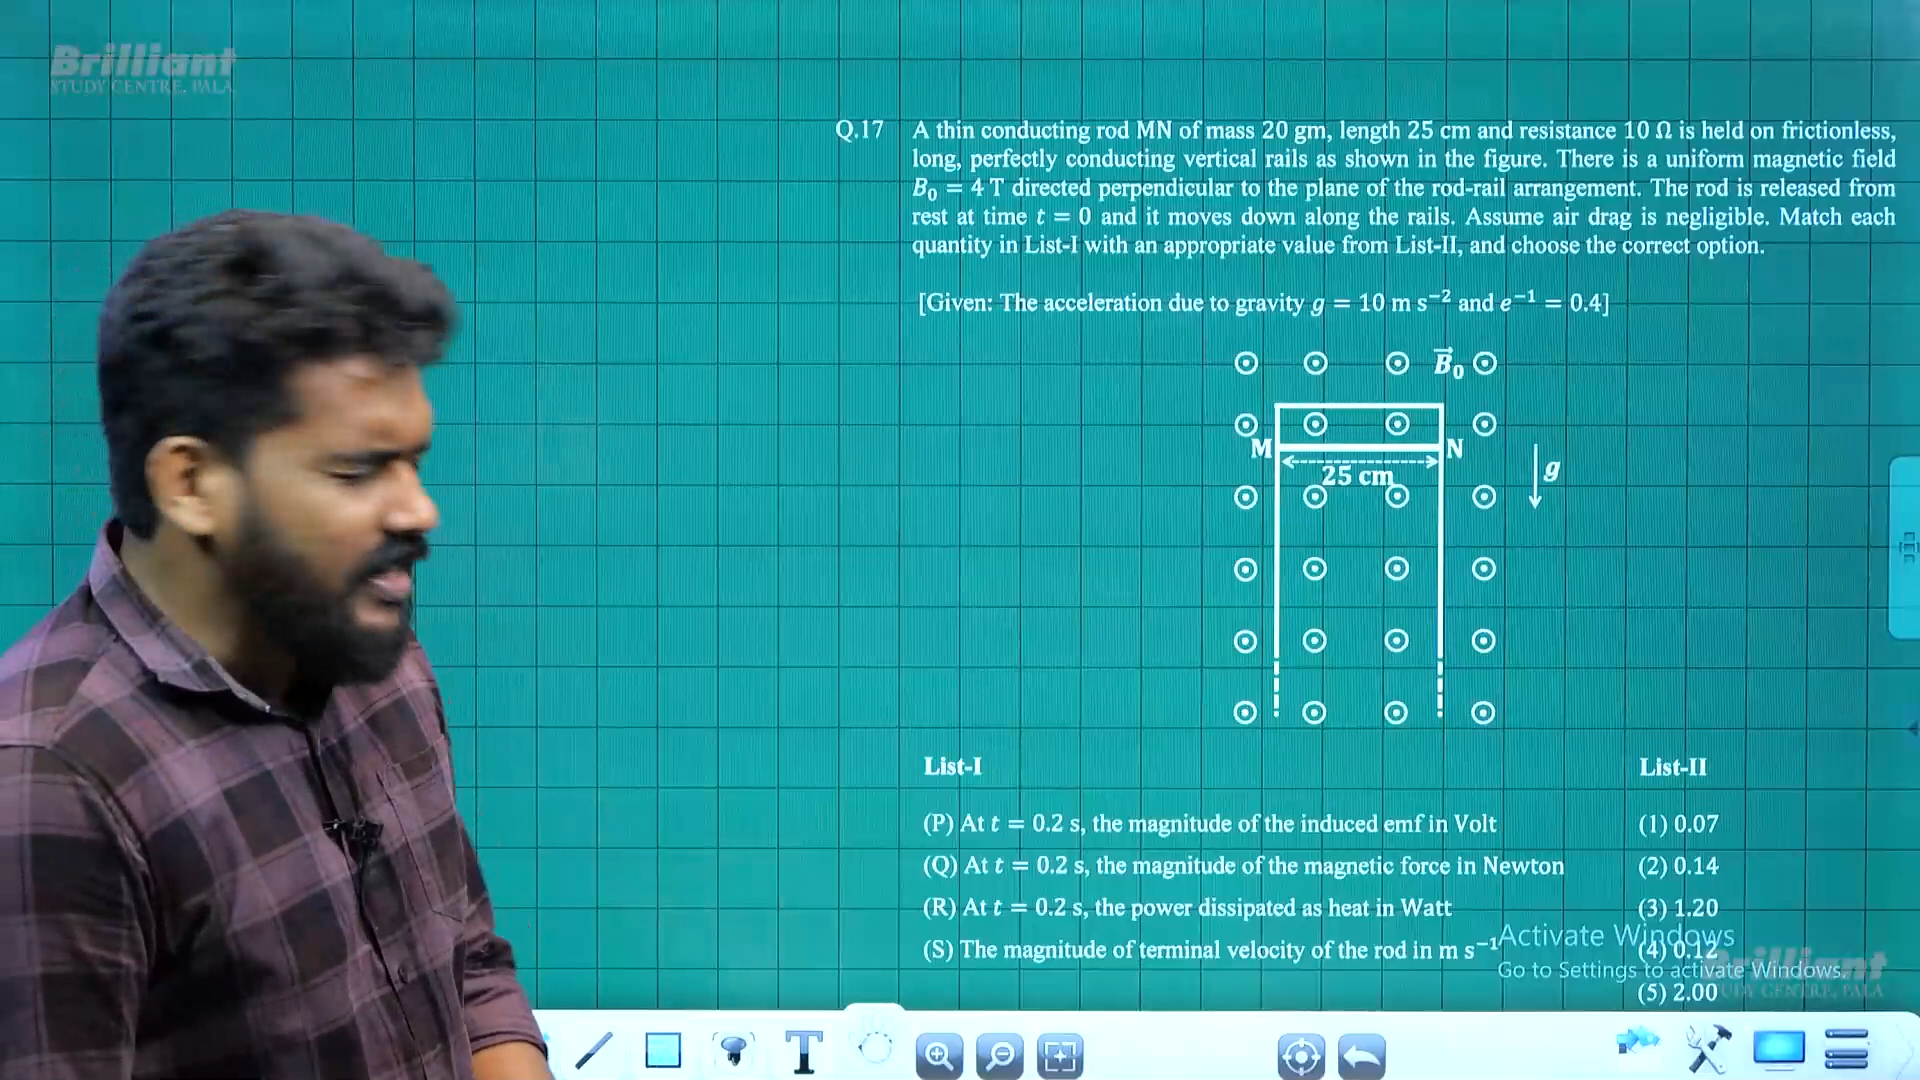 Brilliant
STUDY CENTRE, PALA
Q.17 A thin conducting rod MN of mass 20 gm, length 25 cm and resistance 10 Ω is held on frictionless,
long, perfectly conducting vertical rails as shown in the figure. There is a uniform magnetic field
B₀ = 4 T directed perpendicular to the plane of the rod-rail arrangement. The rod is released from
rest at time t = 0 and it moves down along the rails. Assume air drag is negligible. Match each
quantity in List-I with an appropriate value from List-II, and choose the correct option.
[Given: The acceleration due to gravity g = 10 m s⁻² and e⁻¹ = 0.4]
B⃗₀
M N
25 cm
g
List-I List-II
(P) At t = 0.2 s, the magnitude of the induced emf in Volt (1) 0.07
(Q) At t = 0.2 s, the magnitude of the magnetic force in Newton (2) 0.14
(R) At t = 0.2 s, the power dissipated as heat in Watt (3) 1.20
(S) The magnitude of terminal velocity of the rod in m s⁻¹ (4) 0.12
(5) 2.00
Activate Windows
Go to Settings to activate Windows.
Brilliant
STUDY CENTRE, PALA
T